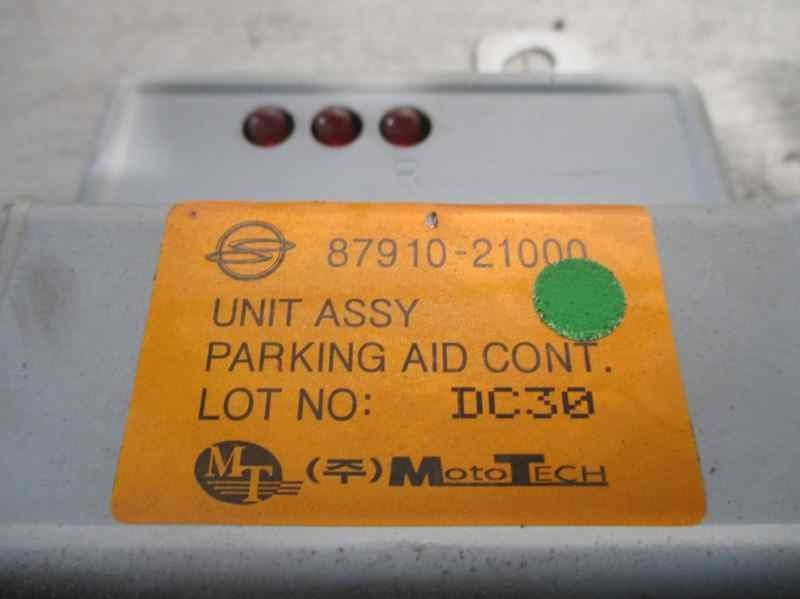 87910-21000
UNIT ASSY
PARKING AID CONT.
LOT NO: DC30
MT (주) MOTOTECH